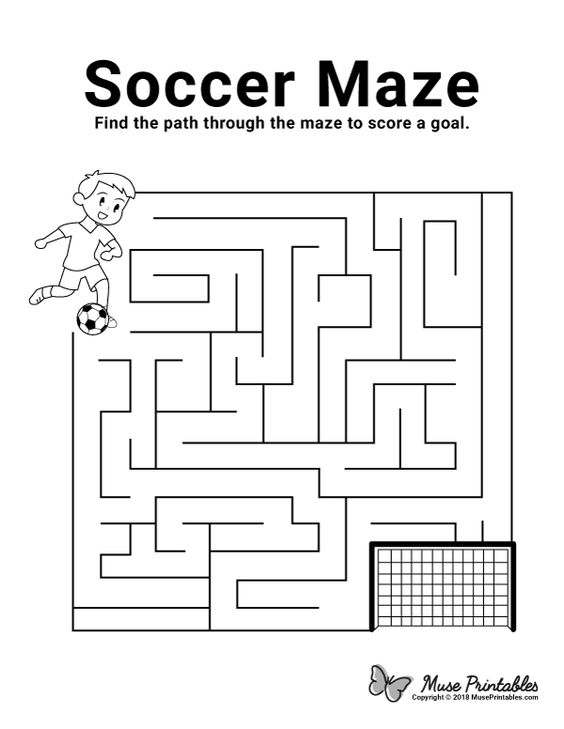 Soccer Maze
Find the path through the maze to score a goal.
Muse Printables
Copyright © 2018 MusePrintables.com